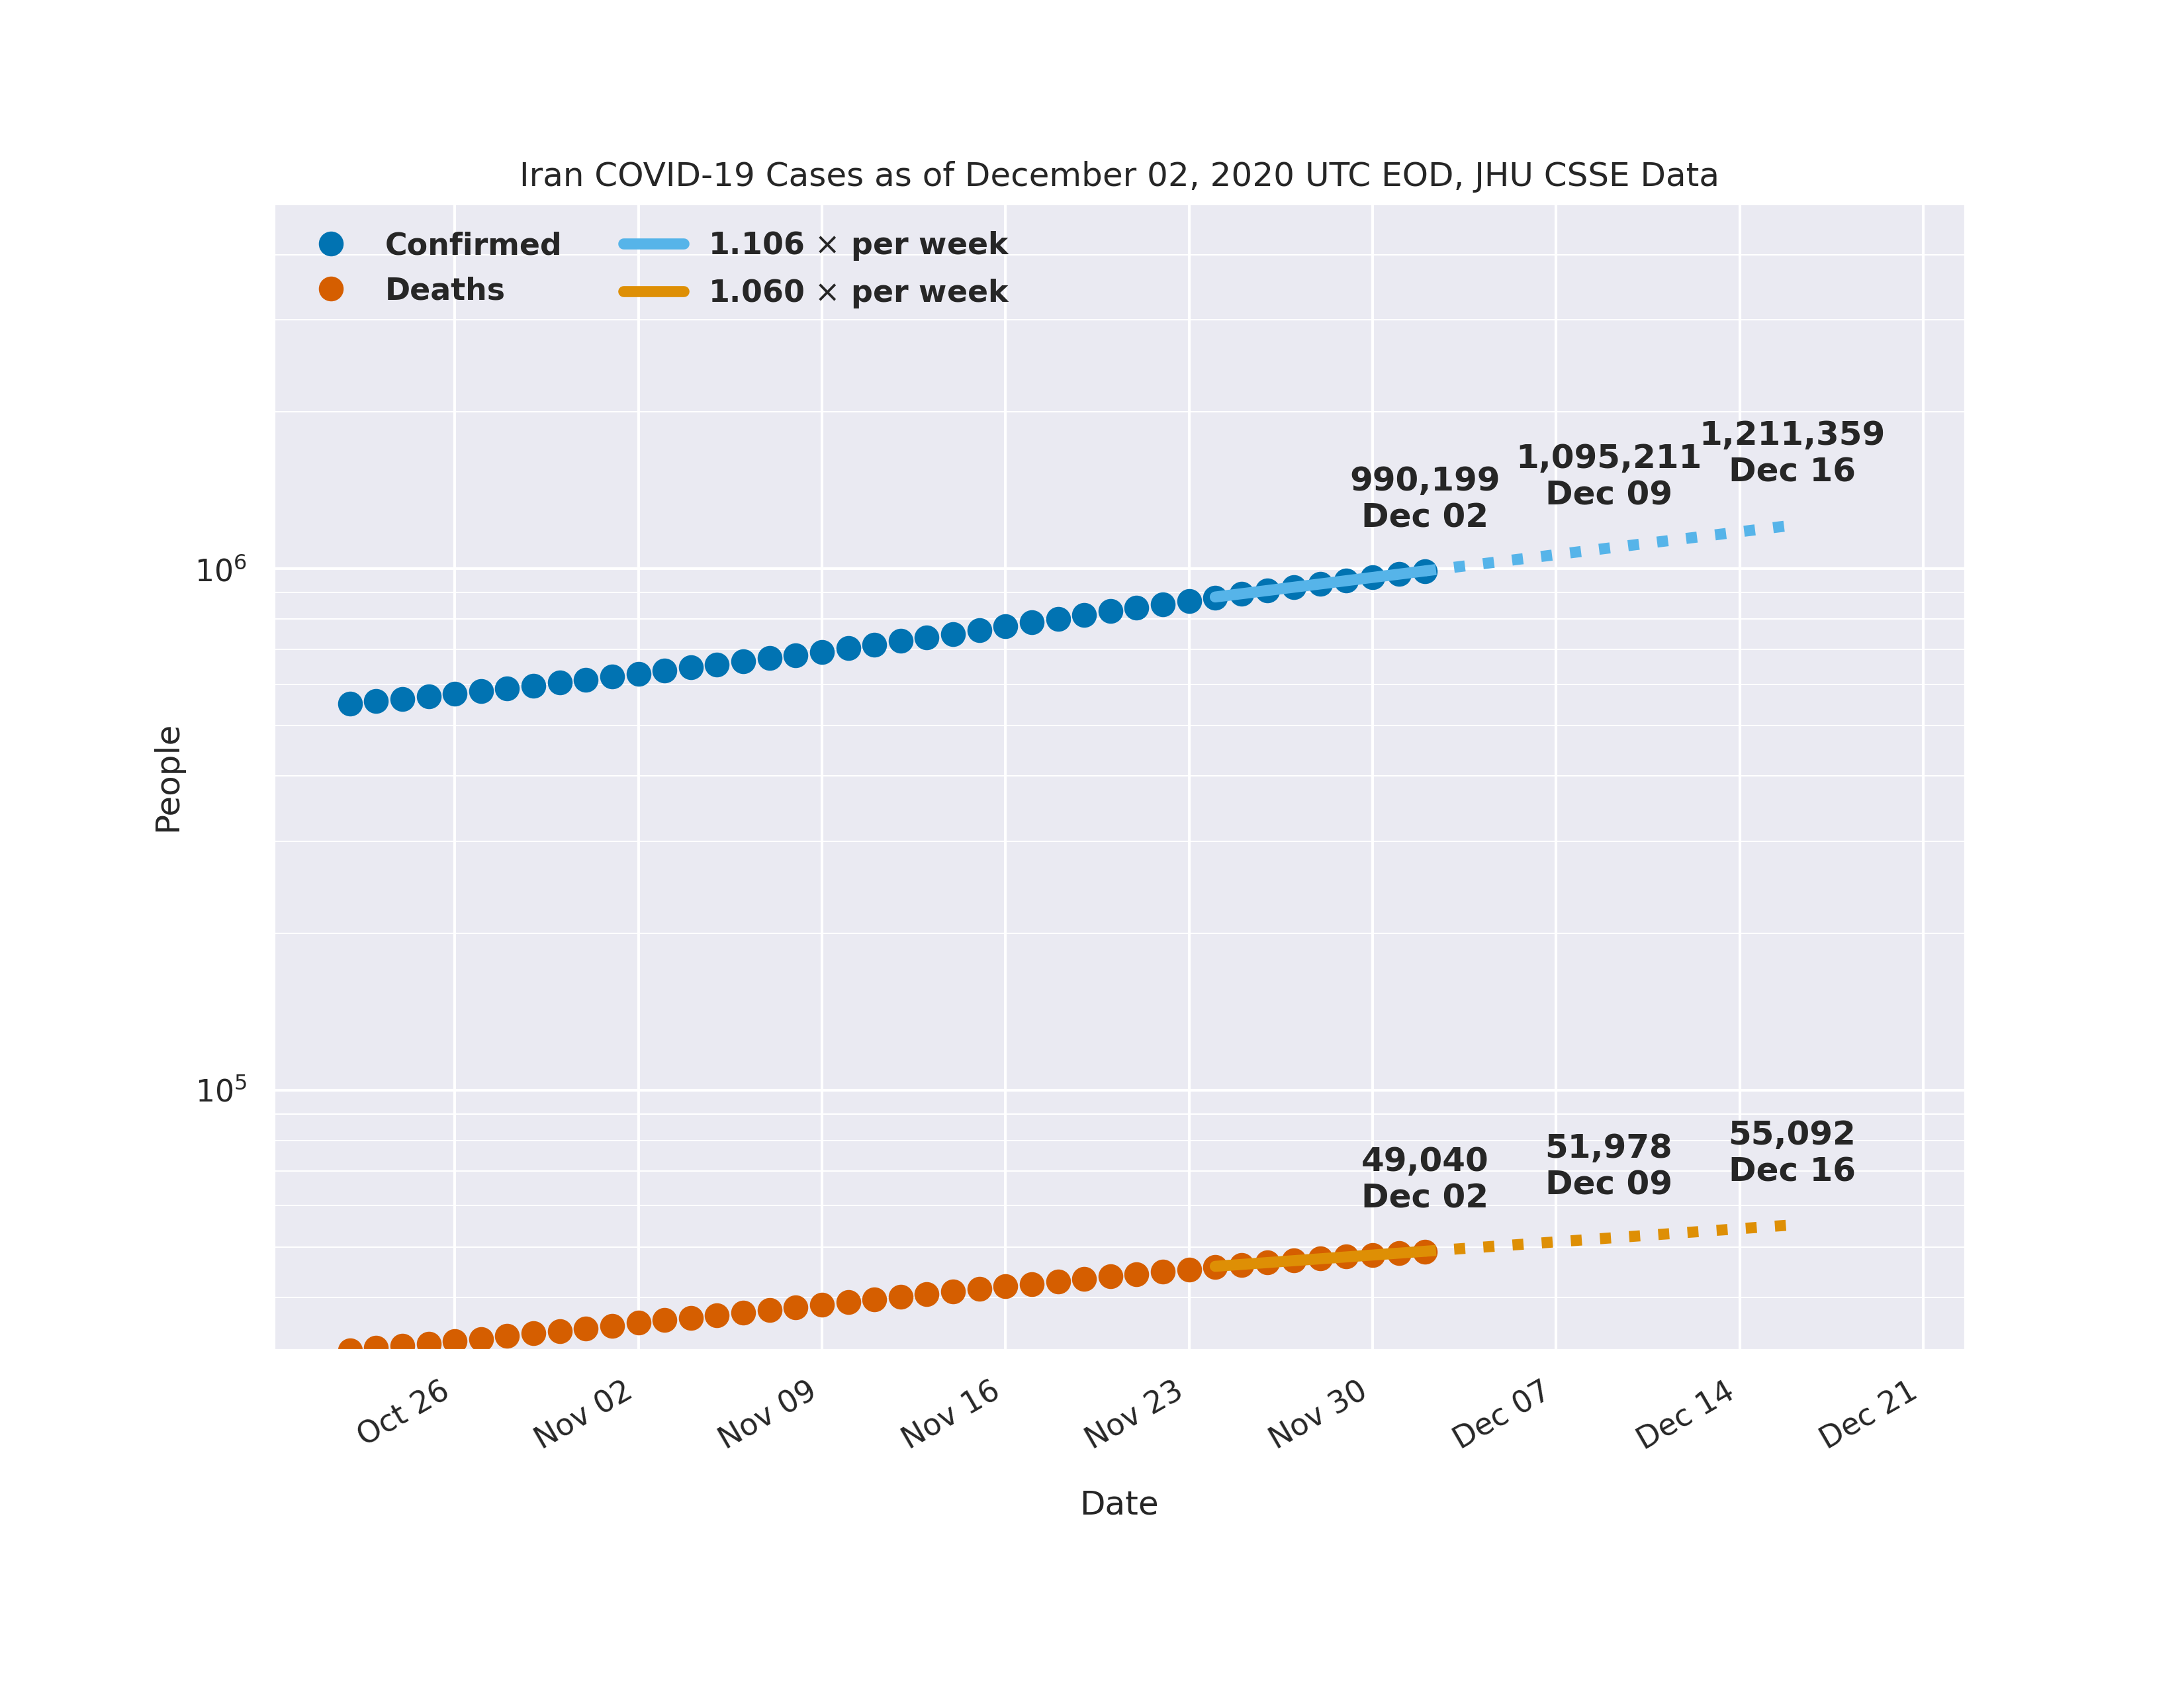 Iran COVID-19 Cases as of December 02, 2020 UTC EOD, JHU CSSE Data
Confirmed
Deaths
1.106 × per week
1.060 × per week
990,199
Dec 02
1,095,211
Dec 09
1,211,359
Dec 16
49,040
Dec 02
51,978
Dec 09
55,092
Dec 16
People
10⁶
10⁵
Oct 26
Nov 02
Nov 09
Nov 16
Nov 23
Nov 30
Dec 07
Dec 14
Dec 21
Date